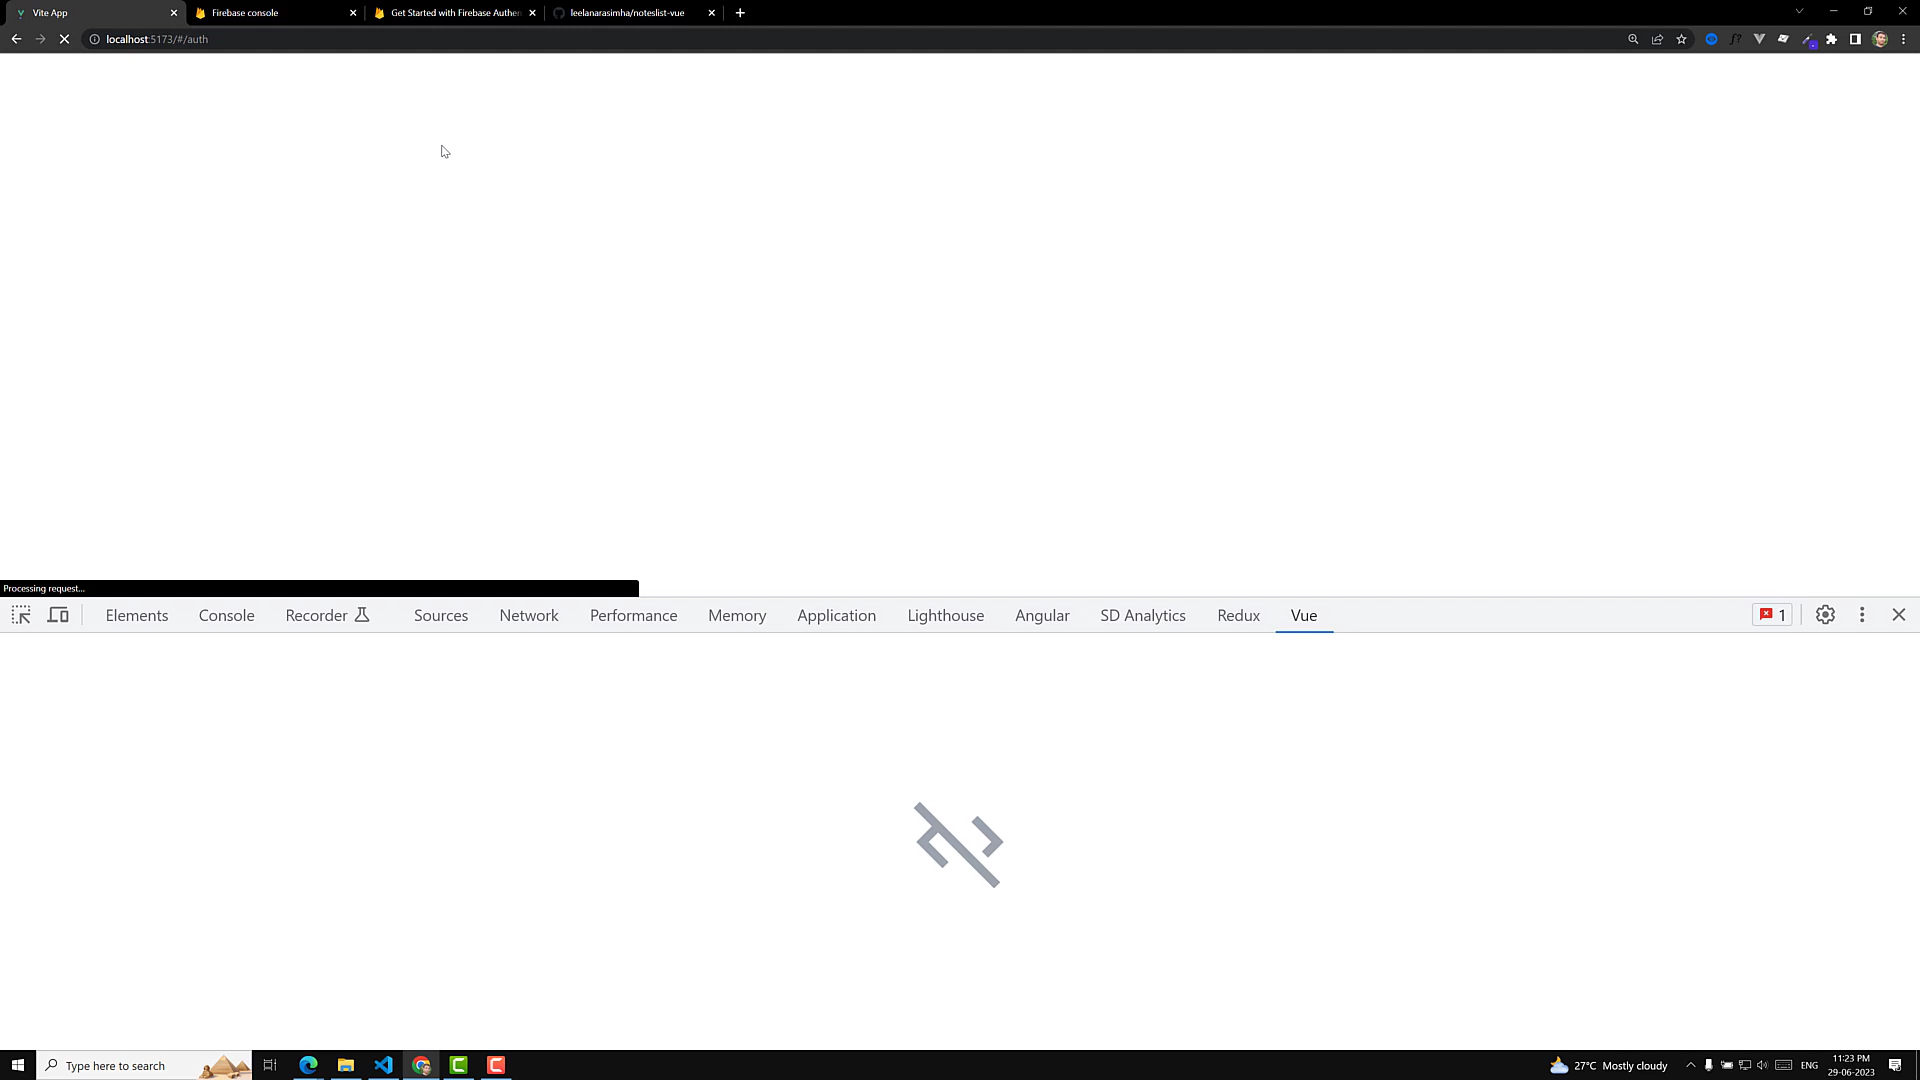 Vite App
Firebase console
Get Started with Firebase Authen
leelanarasimha/noteslist-vue
localhost:5173/#/auth
Processing request...
Elements
Console
Recorder
Sources
Network
Performance
Memory
Application
Lighthouse
Angular
SD Analytics
Redux
Vue
1
Type here to search
27°C Mostly cloudy
ENG
11:23 PM
29-06-2023